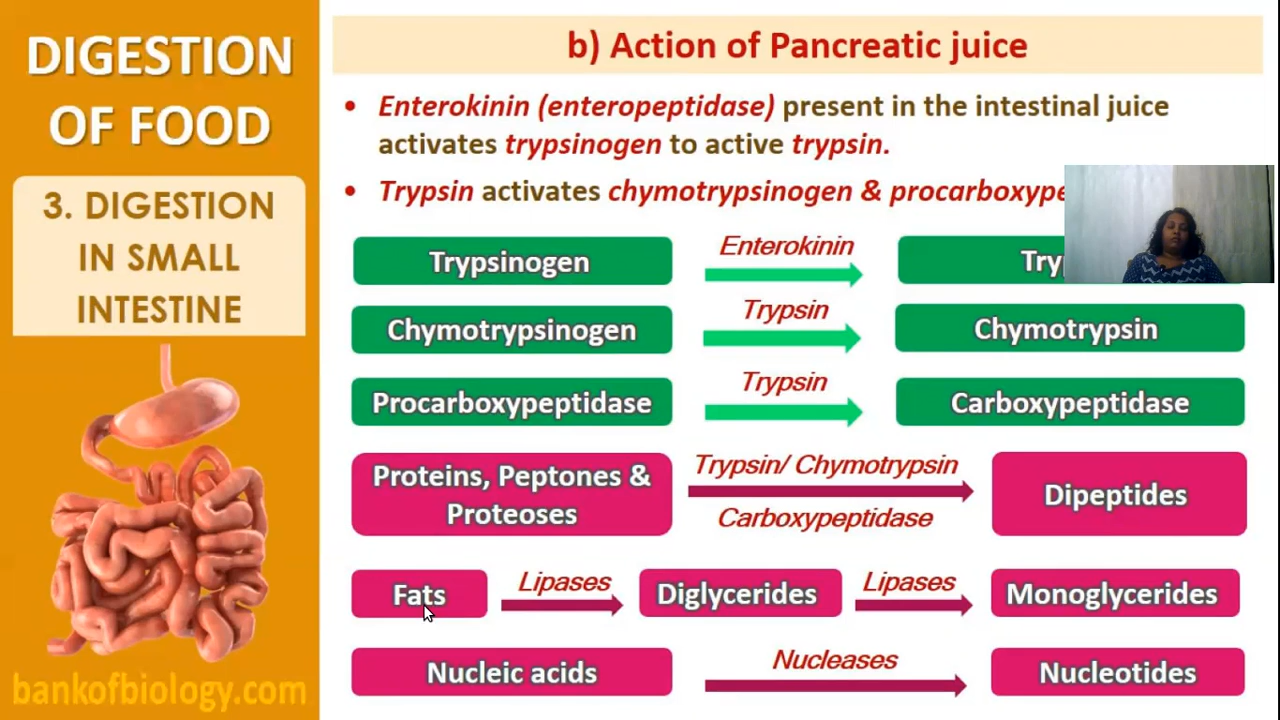 DIGESTION
OF FOOD
3. DIGESTION
IN SMALL
INTESTINE
bankofbiology.com
b) Action of Pancreatic juice
• Enterokinin (enteropeptidase) present in the intestinal juice
activates trypsinogen to active trypsin.
• Trypsin activates chymotrypsinogen &
Trypsinogen
Enterokinin
Chymotrypsinogen
Trypsin
Chymotrypsin
Procarboxypeptidase
Trypsin
Carboxypeptidase
Proteins, Peptones &
Proteoses
Trypsin/ Chymotrypsin
Carboxypeptidase
Dipeptides
Fats
Lipases
Diglycerides
Lipases
Monoglycerides
Nucleic acids
Nucleases
Nucleotides